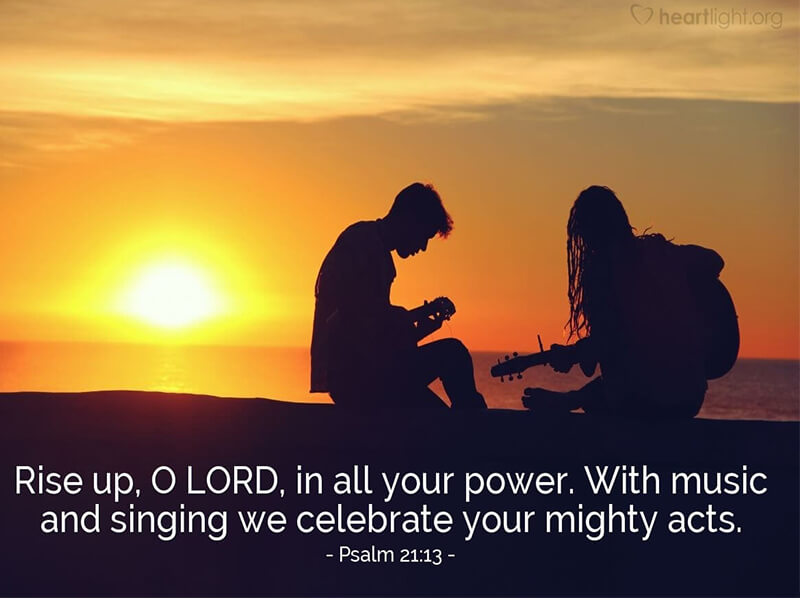 heartlight.org
Rise up, O LORD, in all your power. With music
and singing we celebrate your mighty acts.
- Psalm 21:13 -